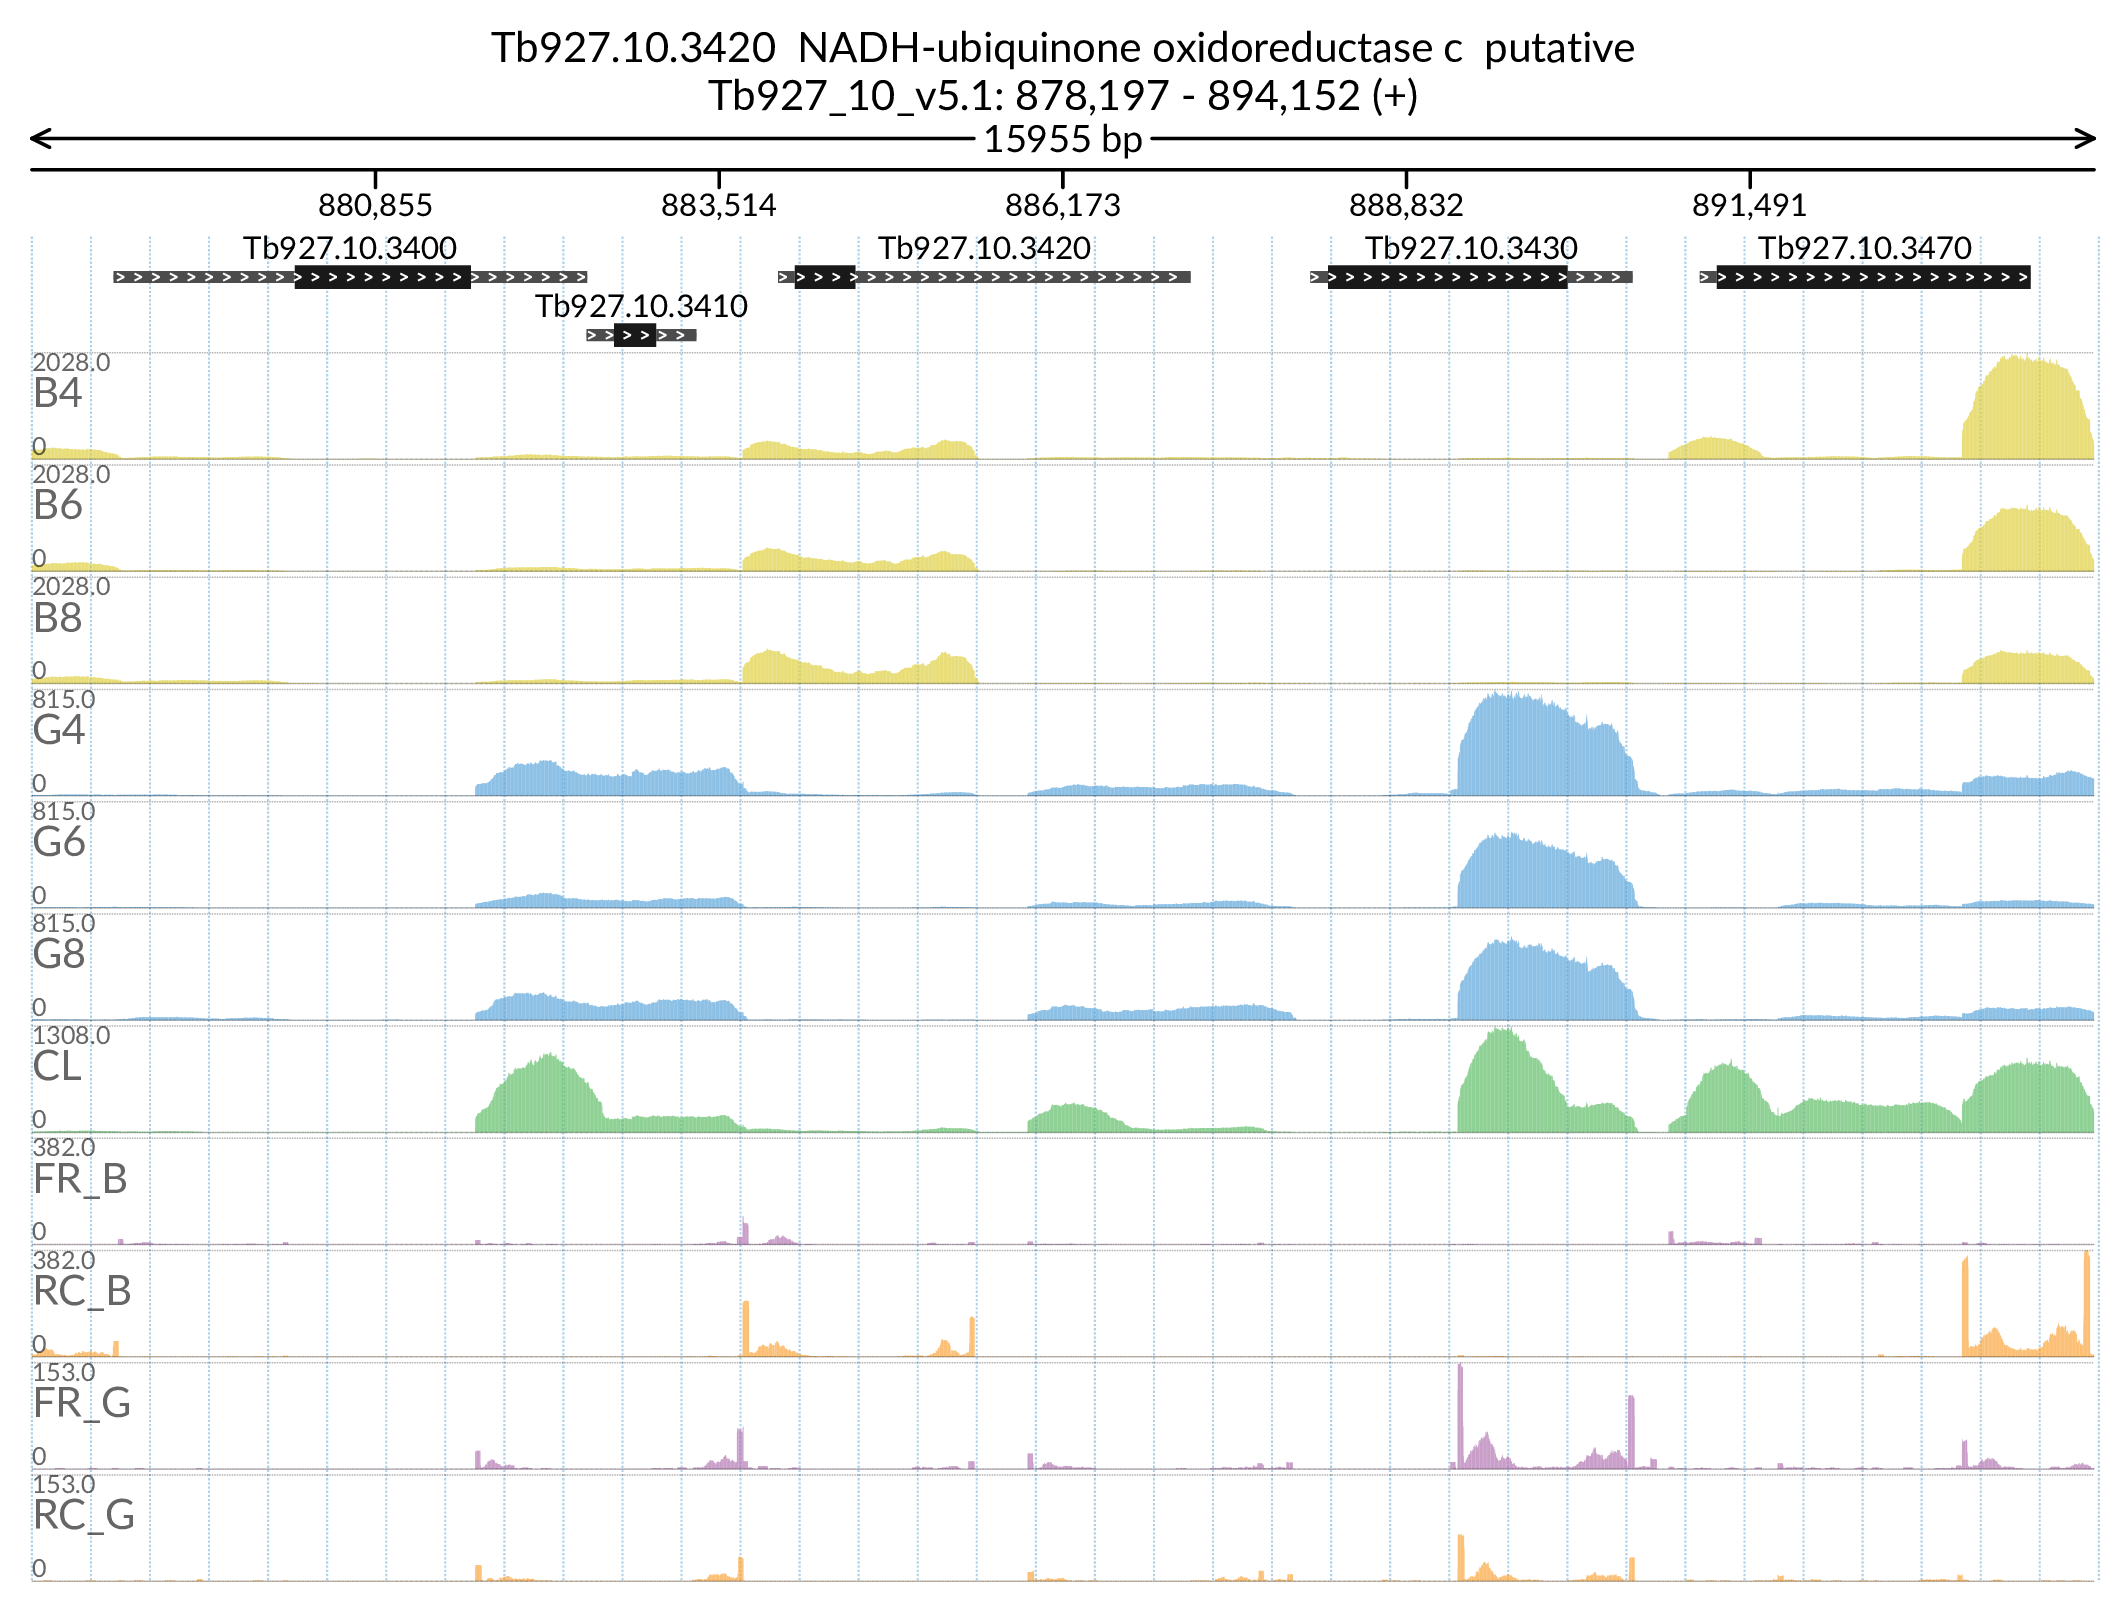 Tb927.10.3420  NADH-ubiquinone oxidoreductase c  putative
Tb927_10_v5.1: 878,197 - 894,152 (+)
15955 bp
880,855 883,514 886,173 888,832 891,491
Tb927.10.3400 Tb927.10.3420 Tb927.10.3430 Tb927.10.3470
Tb927.10.3410
2028.0
B4
0
2028.0
B6
0
2028.0
B8
0
815.0
G4
0
815.0
G6
0
815.0
G8
0
1308.0
CL
0
382.0
FR_B
0
382.0
RC_B
0
153.0
FR_G
0
153.0
RC_G
0